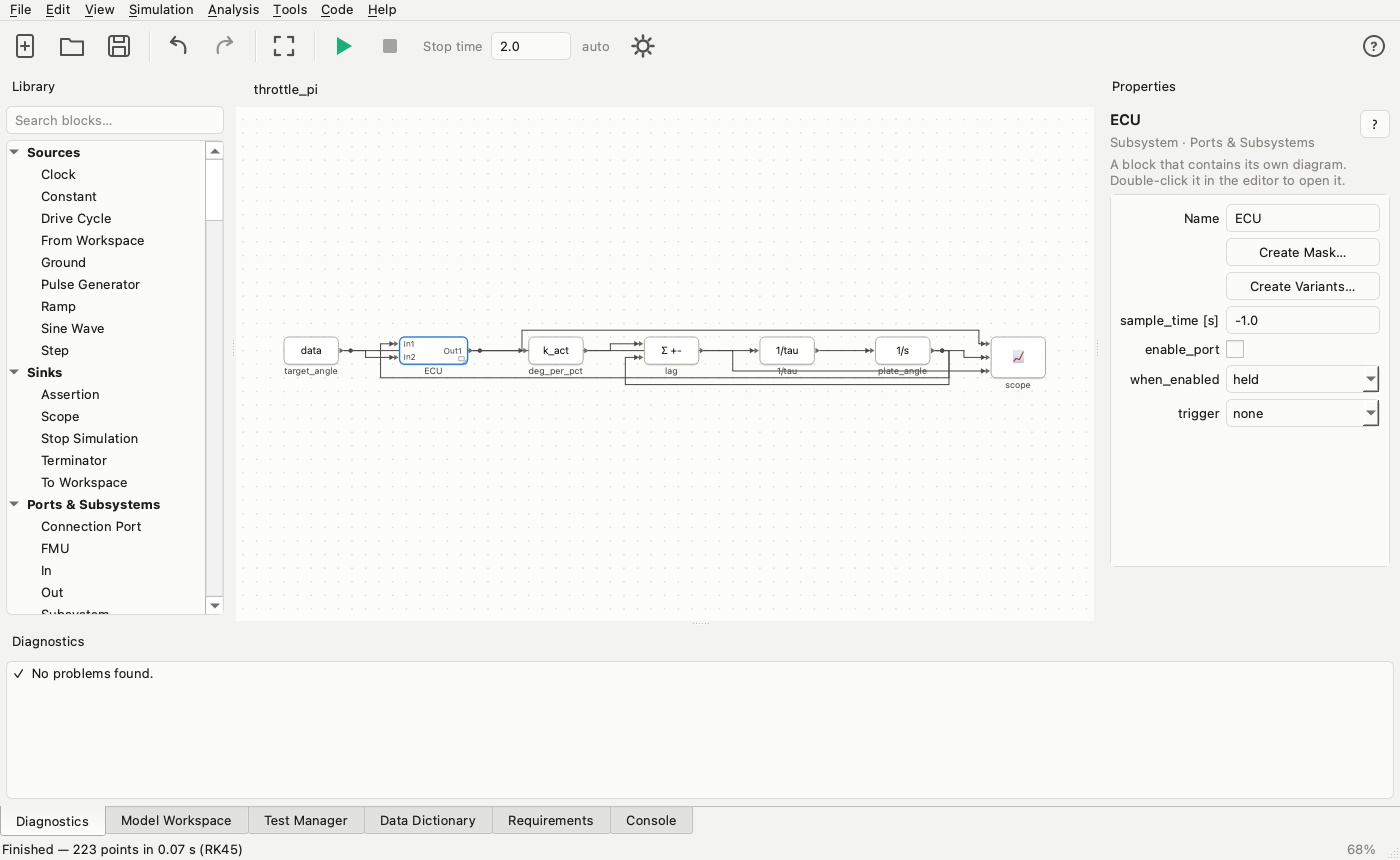 File Edit View Simulation Analysis Tools Code Help
Stop time 2.0 auto
?
Library
throttle_pi
Properties
Search blocks...
Sources
Clock
Constant
Drive Cycle
From Workspace
Ground
Pulse Generator
Ramp
Sine Wave
Step
Sinks
Assertion
Scope
Stop Simulation
Terminator
To Workspace
Ports & Subsystems
Connection Port
FMU
In
Out
Subsystem
data
target_angle
In1
In2
Out1
ECU
k_act
deg_per_pct
Σ +-
lag
1/tau
1/tau
1/s
plate_angle
scope
ECU
?
Subsystem · Ports & Subsystems
A block that contains its own diagram.
Double-click it in the editor to open it.
Name ECU
Create Mask...
Create Variants...
sample_time [s] -1.0
enable_port
when_enabled held
trigger none
Diagnostics
✓ No problems found.
Diagnostics Model Workspace Test Manager Data Dictionary Requirements Console
Finished — 223 points in 0.07 s (RK45)
68%